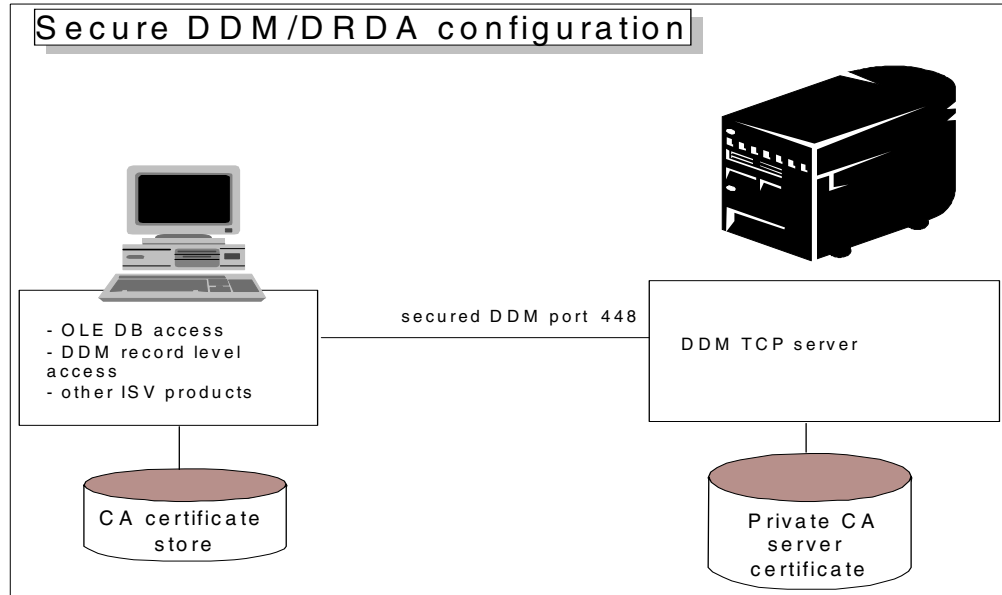 Secure DDM/DRDA configuration
- OLE DB access
- DDM record level
access
- other ISV products
secured DDM port 448
DDM TCP server
CA certificate
store
Private CA
server
certificate